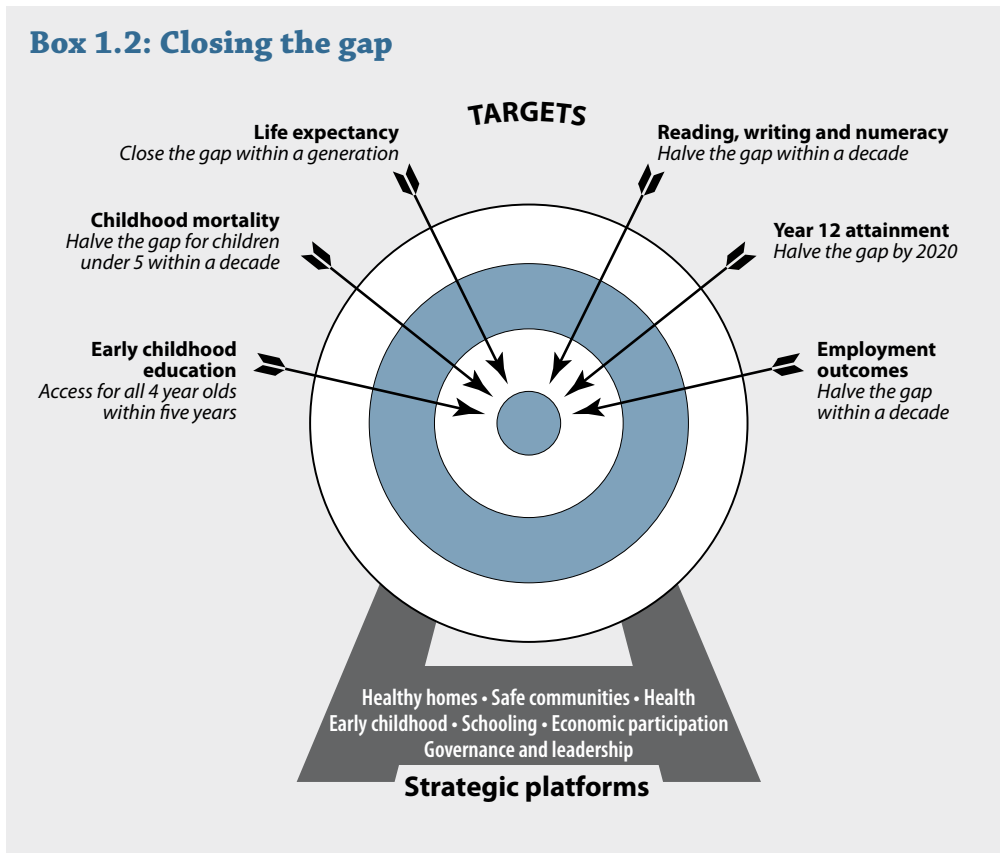 Box 1.2: Closing the gap
TARGETS
Life expectancy
Close the gap within a generation
Childhood mortality
Halve the gap for children
under 5 within a decade
Early childhood
education
Access for all 4 year olds
within five years
Reading, writing and numeracy
Halve the gap within a decade
Year 12 attainment
Halve the gap by 2020
Employment
outcomes
Halve the gap
within a decade
Healthy homes • Safe communities • Health
Early childhood • Schooling • Economic participation
Governance and leadership
Strategic platforms